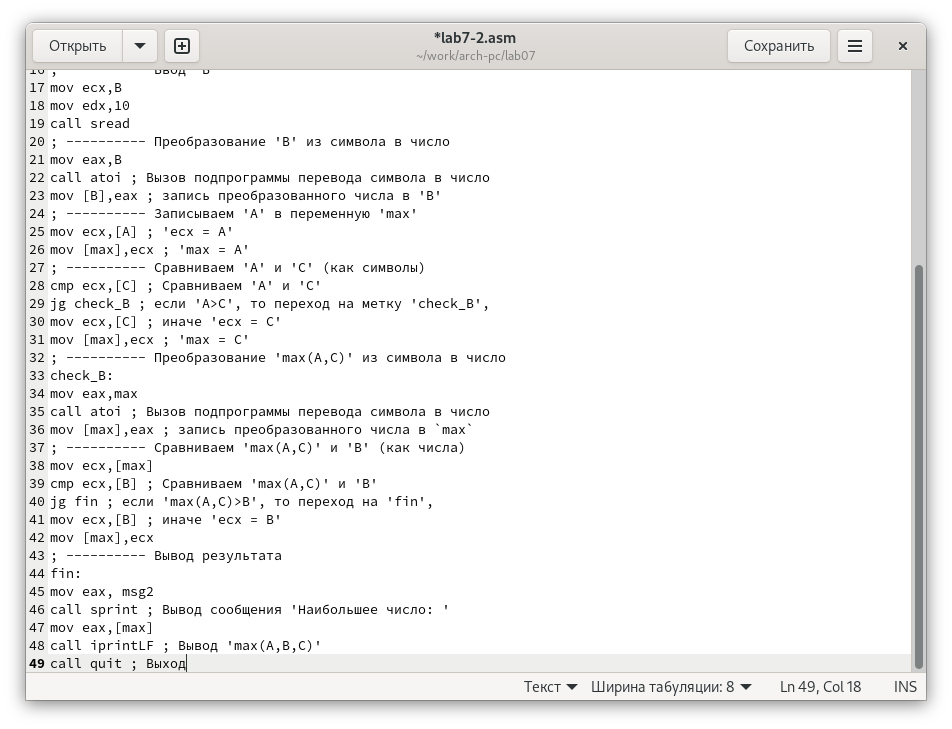 Открыть
*lab7-2.asm
~/work/arch-pc/lab07
Сохранить
16 ; Ввод 'B'
17 mov ecx,B
18 mov edx,10
19 call sread
20 ; ---------- Преобразование 'B' из символа в число
21 mov eax,B
22 call atoi ; Вызов подпрограммы перевода символа в число
23 mov [B],eax ; запись преобразованного числа в 'B'
24 ; ---------- Записываем 'A' в переменную 'max'
25 mov ecx,[A] ; 'ecx = A'
26 mov [max],ecx ; 'max = A'
27 ; ---------- Сравниваем 'A' и 'С' (как символы)
28 cmp ecx,[C] ; Сравниваем 'A' и 'С'
29 jg check_B ; если 'A>C', то переход на метку 'check_B',
30 mov ecx,[C] ; иначе 'ecx = C'
31 mov [max],ecx ; 'max = C'
32 ; ---------- Преобразование 'max(A,C)' из символа в число
33 check_B:
34 mov eax,max
35 call atoi ; Вызов подпрограммы перевода символа в число
36 mov [max],eax ; запись преобразованного числа в `max`
37 ; ---------- Сравниваем 'max(A,C)' и 'B' (как числа)
38 mov ecx,[max]
39 cmp ecx,[B] ; Сравниваем 'max(A,C)' и 'B'
40 jg fin ; если 'max(A,C)>B', то переход на 'fin',
41 mov ecx,[B] ; иначе 'ecx = B'
42 mov [max],ecx
43 ; ---------- Вывод результата
44 fin:
45 mov eax, msg2
46 call sprint ; Вывод сообщения 'Наибольшее число: '
47 mov eax,[max]
48 call iprintLF ; Вывод 'max(A,B,C)'
49 call quit ; Выход
Текст Ширина табуляции: 8 Ln 49, Col 18 INS